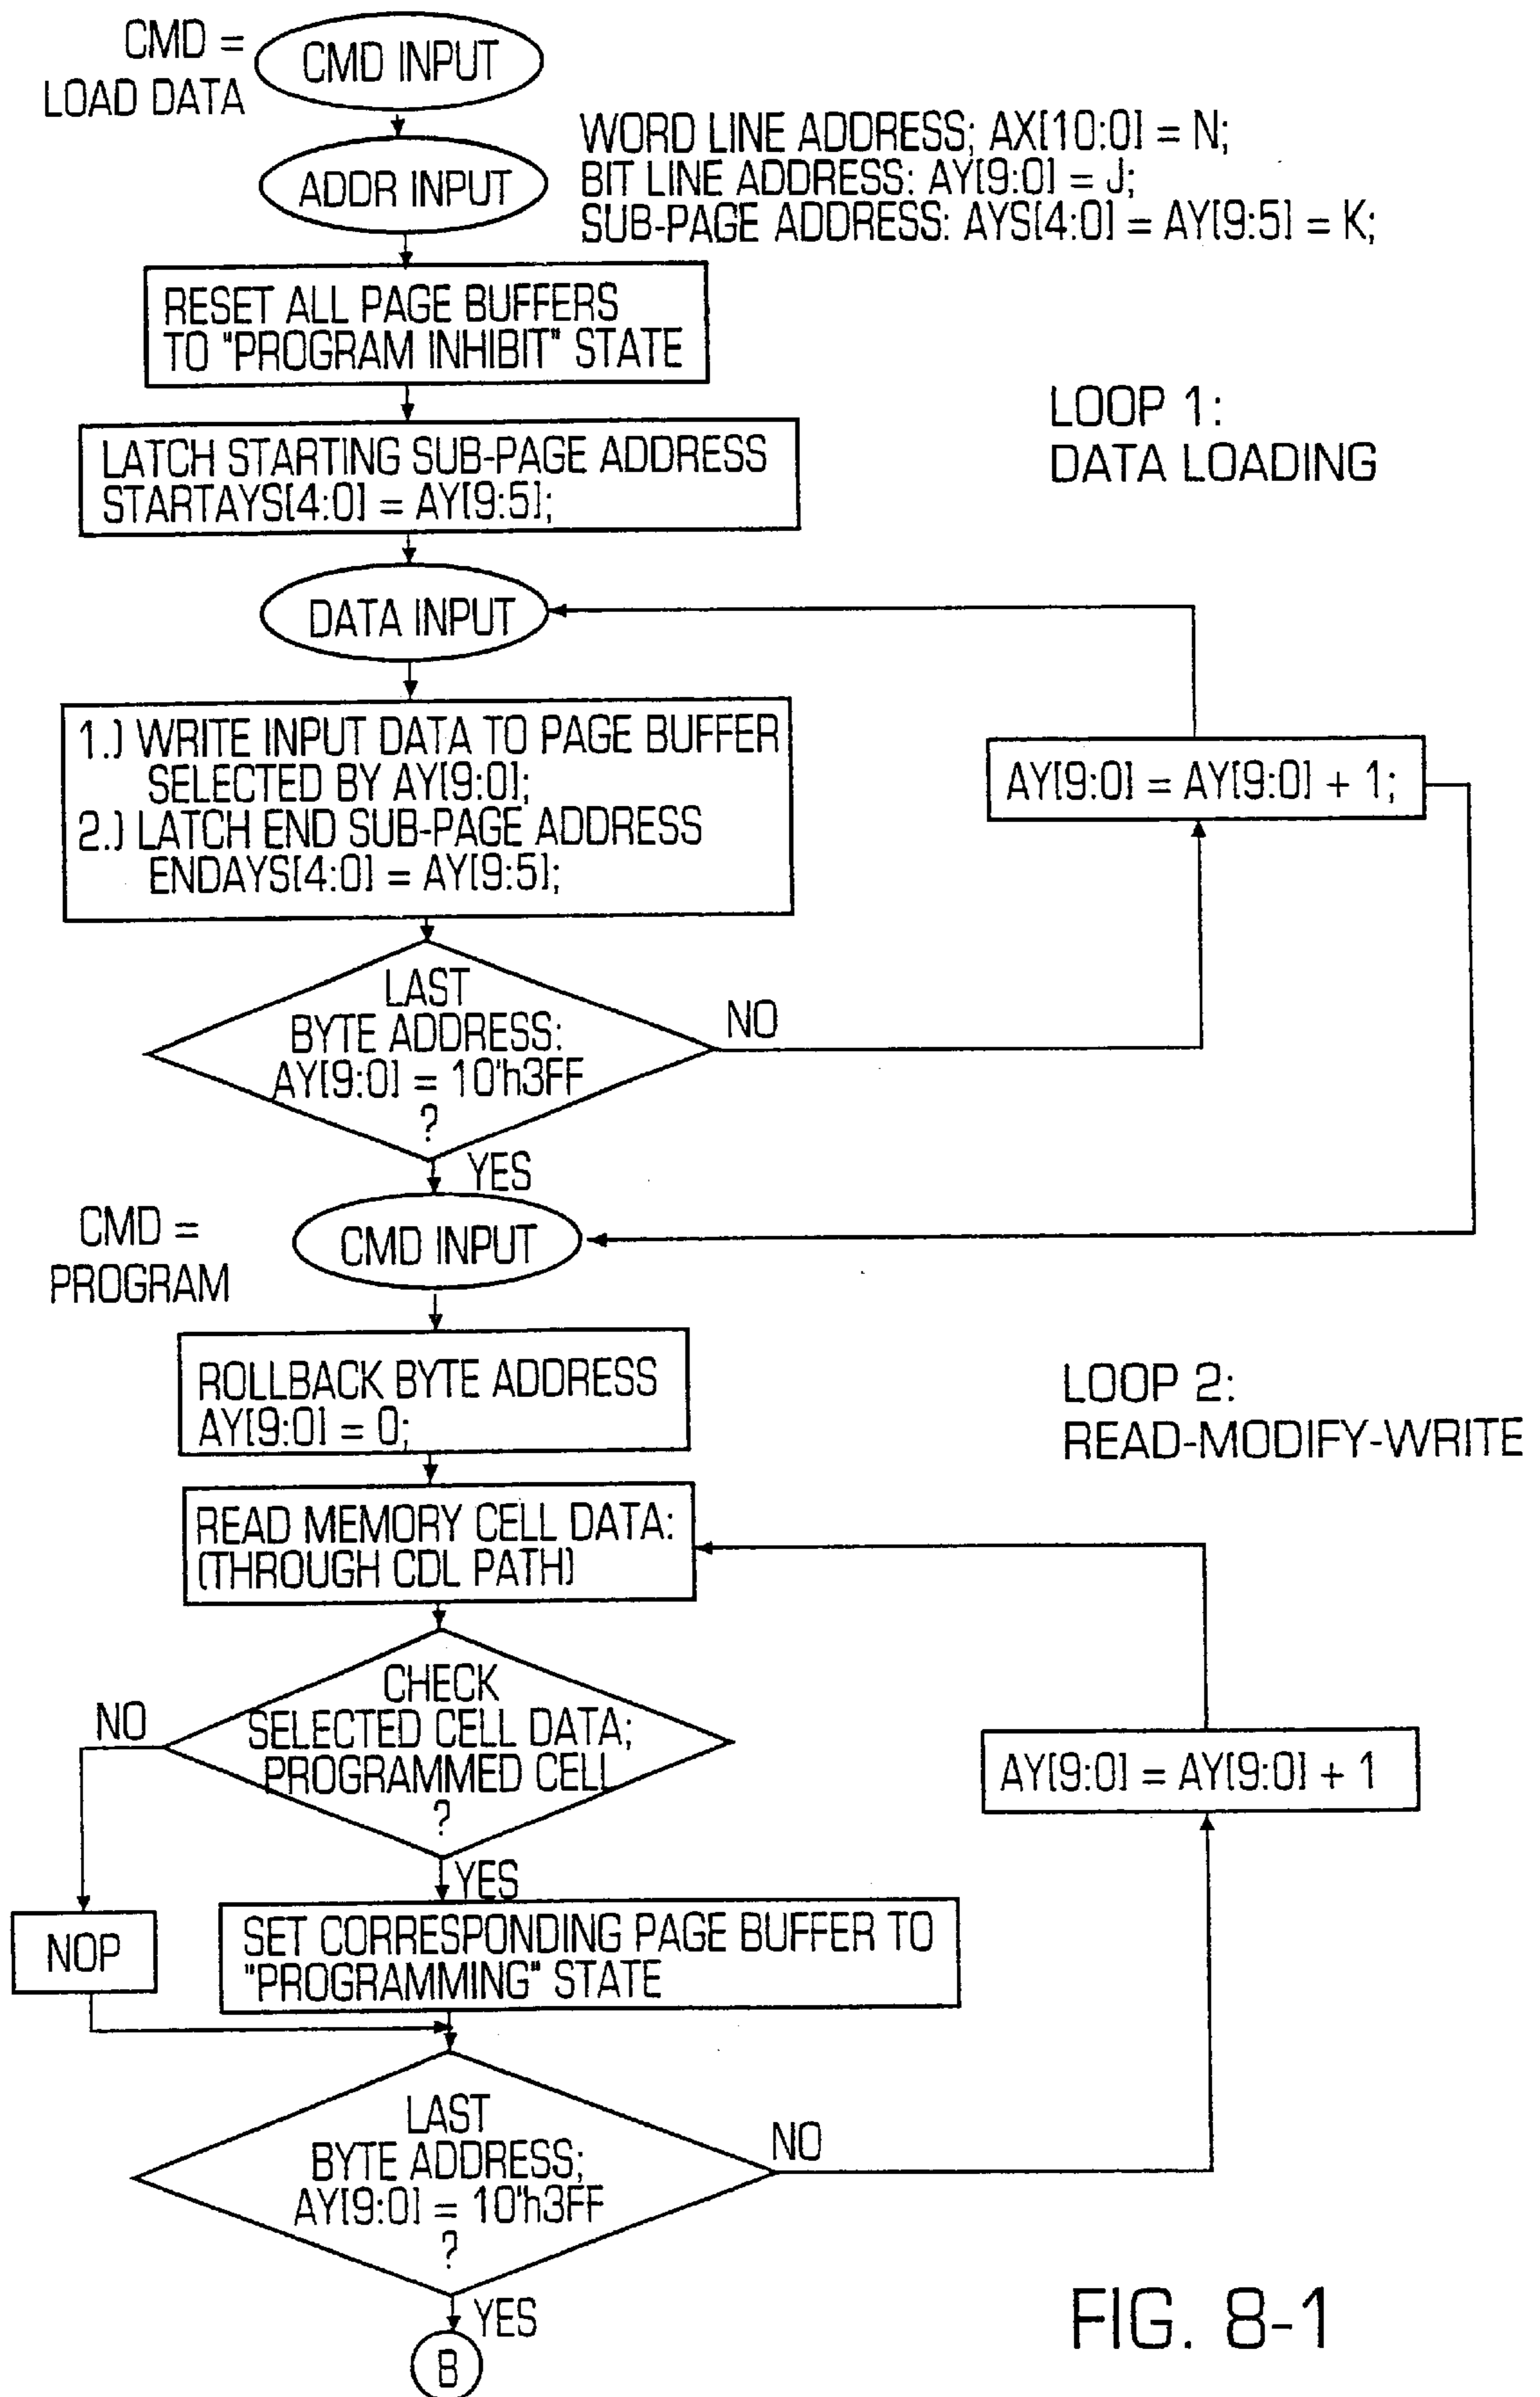 CMD =
LOAD DATA
CMD INPUT
ADDR INPUT
WORD LINE ADDRESS; AX[10:0] = N;
BIT LINE ADDRESS: AY[9:0] = J;
SUB-PAGE ADDRESS: AYS[4:0] = AY[9:5] = K;
RESET ALL PAGE BUFFERS
TO "PROGRAM INHIBIT" STATE
LOOP 1:
DATA LOADING
LATCH STARTING SUB-PAGE ADDRESS
STARTAYS[4:0] = AY[9:5];
DATA INPUT
1.) WRITE INPUT DATA TO PAGE BUFFER
SELECTED BY AY[9:0];
2.) LATCH END SUB-PAGE ADDRESS
ENDAYS[4:0] = AY[9:5];
AY[9:0] = AY[9:0] + 1;
LAST
BYTE ADDRESS:
AY[9:0] = 10'h3FF
?
NO
YES
CMD =
PROGRAM
CMD INPUT
ROLLBACK BYTE ADDRESS
AY[9:0] = 0;
LOOP 2:
READ-MODIFY-WRITE
READ MEMORY CELL DATA:
(THROUGH CDL PATH)
CHECK
SELECTED CELL DATA;
PROGRAMMED CELL
?
NO
YES
AY[9:0] = AY[9:0] + 1
NOP
SET CORRESPONDING PAGE BUFFER TO
"PROGRAMMING" STATE
LAST
BYTE ADDRESS;
AY[9:0] = 10'h3FF
?
NO
YES
B
FIG. 8-1